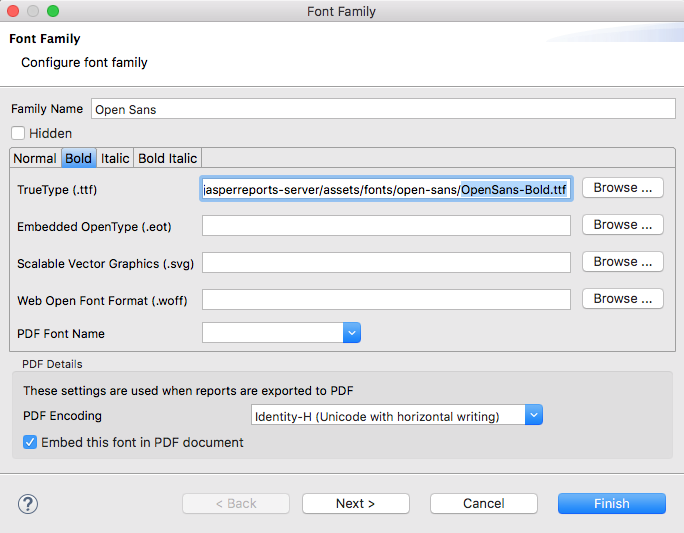 Font Family
Font Family
Configure font family
Family Name Open Sans
Hidden
Normal Bold Italic Bold Italic
TrueType (.ttf) jasperreports-server/assets/fonts/open-sans/OpenSans-Bold.ttf Browse ...
Embedded OpenType (.eot) Browse ...
Scalable Vector Graphics (.svg) Browse ...
Web Open Font Format (.woff) Browse ...
PDF Font Name
PDF Details
These settings are used when reports are exported to PDF
PDF Encoding Identity-H (Unicode with horizontal writing)
Embed this font in PDF document
? < Back Next > Cancel Finish